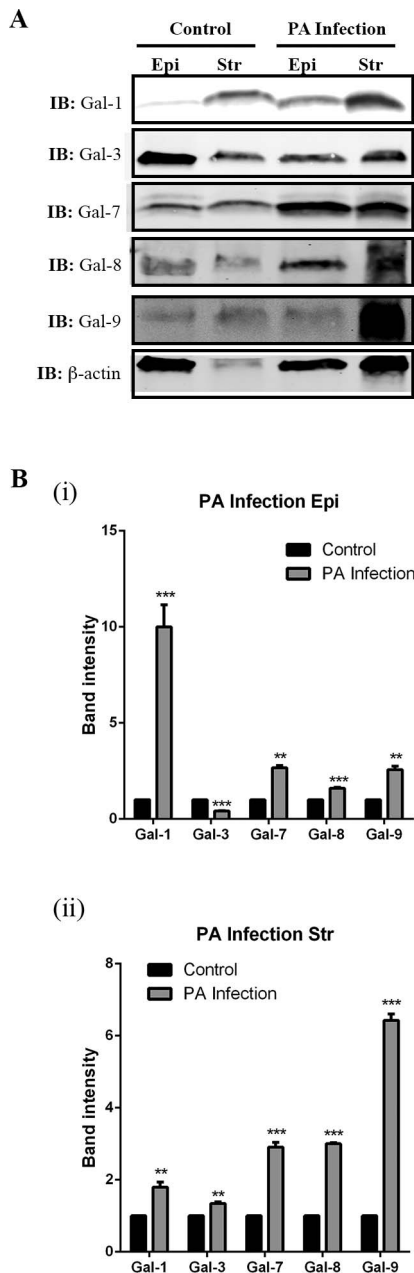 A
Control PA Infection
Epi Str Epi Str
IB: Gal-1
IB: Gal-3
IB: Gal-7
IB: Gal-8
IB: Gal-9
IB: β-actin
B
(i)
PA Infection Epi
Control
PA Infection
Band intensity
15
10
5
0
***
***
**
***
**
Gal-1 Gal-3 Gal-7 Gal-8 Gal-9
(ii)
PA Infection Str
Control
PA Infection
Band intensity
8
6
4
2
0
**
**
***
***
***
Gal-1 Gal-3 Gal-7 Gal-8 Gal-9